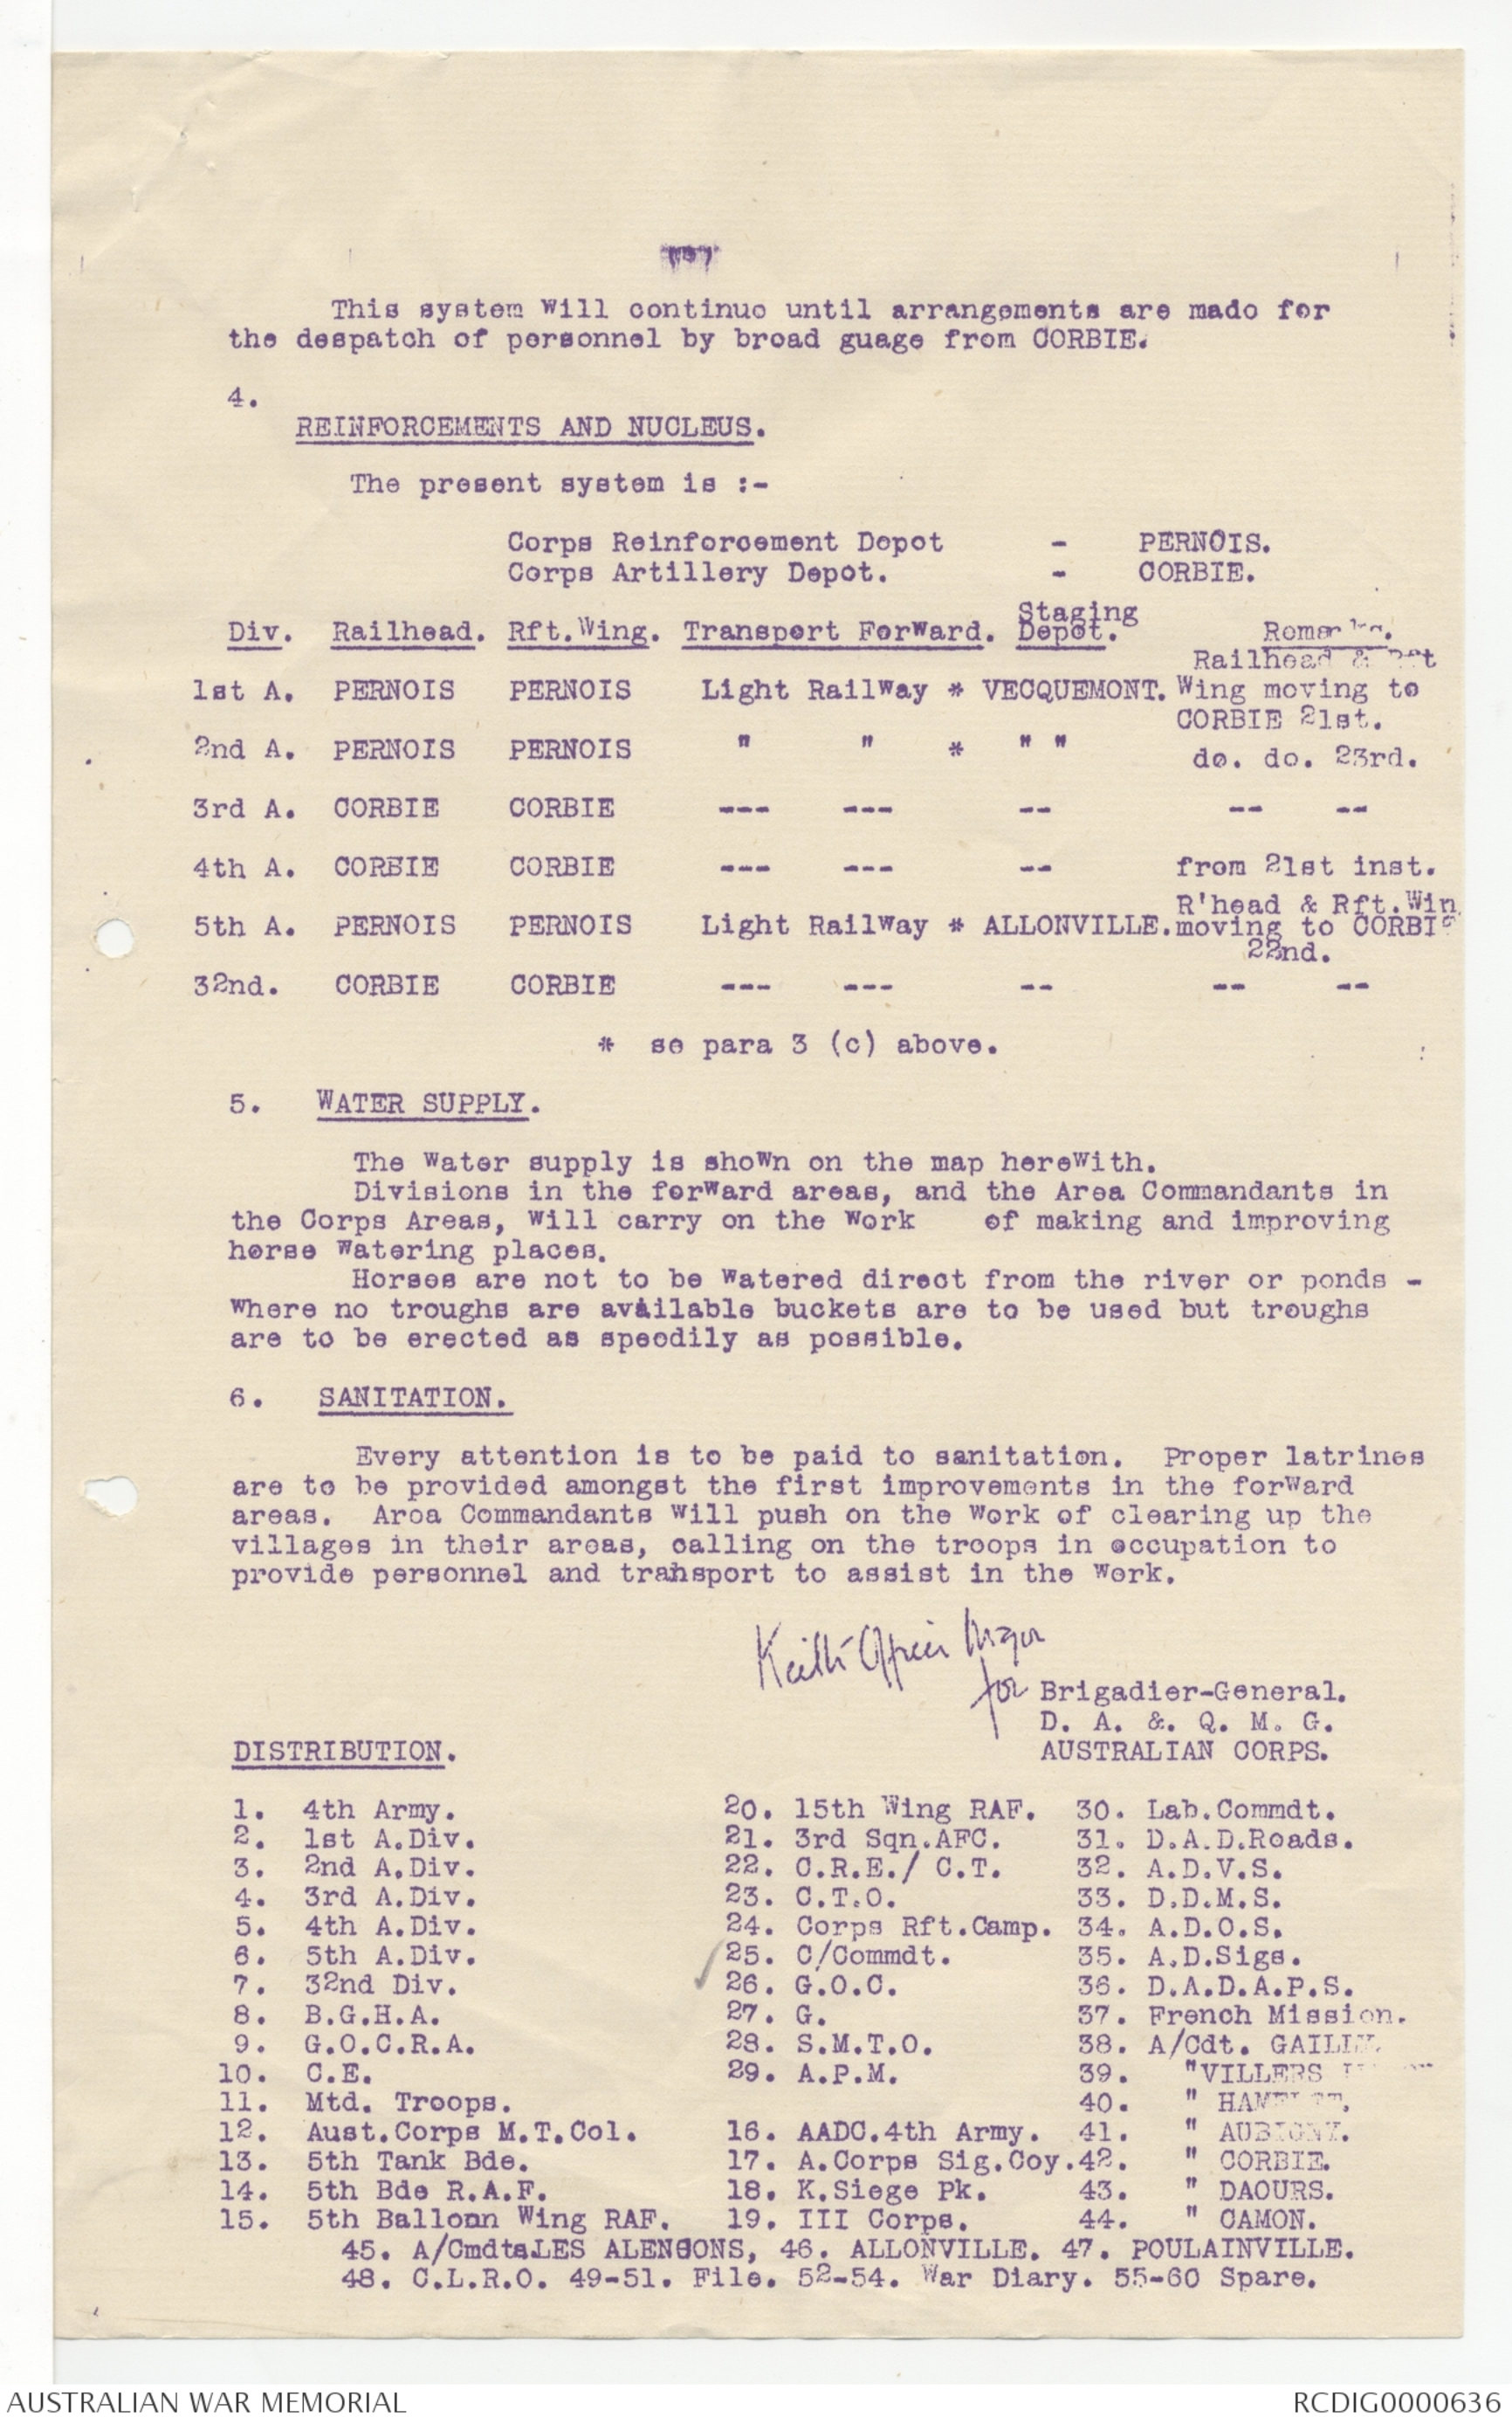 This system Will continue until arrangements are made for
the despatch of personnel by broad guage from CORBIE.
4.
REINFORCEMENTS AND NUCLEUS.
The present system is :-
Corps Reinforcement Depot - PERNOIS.
Corps Artillery Depot. - CORBIE.
Div. Railhead. Rft.Wing. Transport ForWard. Staging Depot. Remarks.
Railhead & Rft
1st A. PERNOIS PERNOIS Light RailWay * VECQUEMONT. Wing moving to
CORBIE 21st.
2nd A. PERNOIS PERNOIS " " * " " do. do. 23rd.
3rd A. CORBIE CORBIE --- --- -- -- --
4th A. CORBIE CORBIE --- --- -- from 21st inst.
R'head & Rft.Win
5th A. PERNOIS PERNOIS Light RailWay * ALLONVILLE. moving to CORBIE
22nd.
32nd. CORBIE CORBIE --- --- -- -- --
* se para 3 (c) above.
5. WATER SUPPLY.
The Water supply is shoWn on the map hereWith.
Divisions in the forWard areas, and the Area Commandants in
the Corps Areas, Will carry on the Work of making and improving
horse Watering places.
Horses are not to be Watered direct from the river or ponds -
Where no troughs are available buckets are to be used but troughs
are to be erected as speedily as possible.
6. SANITATION.
Every attention is to be paid to sanitation. Proper latrines
are to be provided amongst the first improvements in the forWard
areas. Area Commandants Will push on the Work of clearing up the
villages in their areas, calling on the troops in occupation to
provide personnel and transport to assist in the Work.
Keith Officer Major
for Brigadier-General.
D. A. &. Q. M. G.
AUSTRALIAN CORPS.
DISTRIBUTION.
1. 4th Army. 20. 15th Wing RAF. 30. Lab.Commdt.
2. 1st A.Div. 21. 3rd Sqn.AFC. 31. D.A.D.Roads.
3. 2nd A.Div. 22. C.R.E./ C.T. 32. A.D.V.S.
4. 3rd A.Div. 23. C.T.O. 33. D.D.M.S.
5. 4th A.Div. 24. Corps Rft.Camp. 34. A.D.O.S.
6. 5th A.Div. 25. C/Commdt. 35. A.D.Sigs.
7. 32nd Div. 26. G.O.C. 36. D.A.D.A.P.S.
8. B.G.H.A. 27. G. 37. French Mission.
9. G.O.C.R.A. 28. S.M.T.O. 38. A/Cdt. GAILLY.
10. C.E. 29. A.P.M. 39. "VILLERS
11. Mtd. Troops. 40. " HAMELET.
12. Aust.Corps M.T.Col. 16. AADC.4th Army. 41. " AUBIGNY.
13. 5th Tank Bde. 17. A.Corps Sig.Coy. 42. " CORBIE.
14. 5th Bde R.A.F. 18. K.Siege Pk. 43. " DAOURS.
15. 5th Balloon Wing RAF. 19. III Corps. 44. " CAMON.
45. A/Cmdts.LES ALENCONS, 46. ALLONVILLE. 47. POULAINVILLE.
48. C.L.R.O. 49-51. File. 52-54. War Diary. 55-60 Spare.
AUSTRALIAN WAR MEMORIAL RCDIG0000636